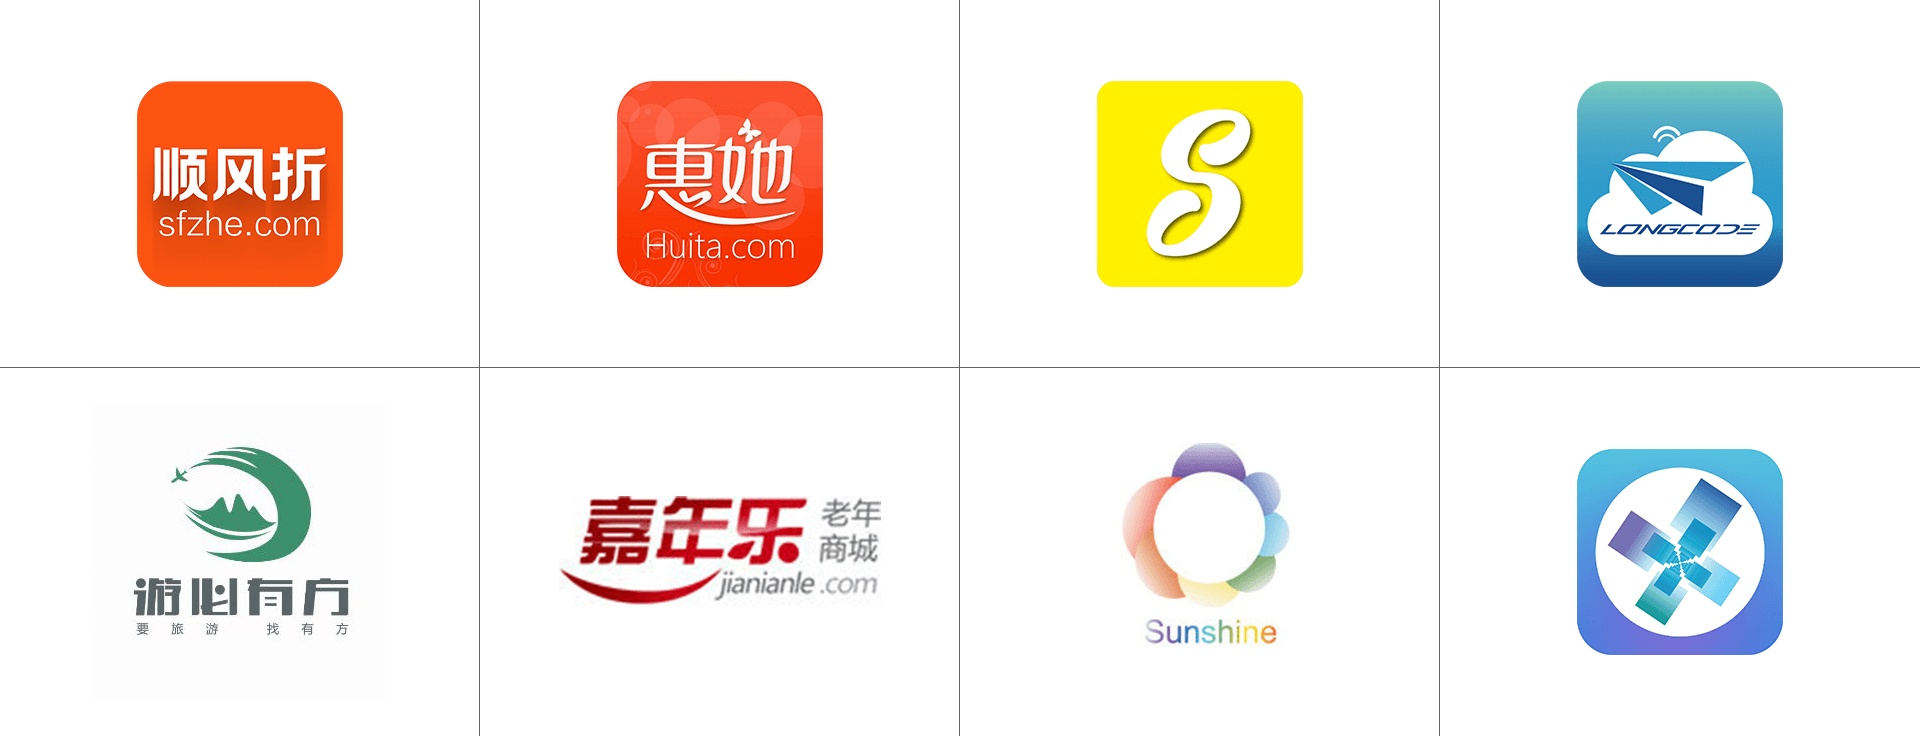 顺风折
sfzhe.com
惠她
Huita.com
S
LONGCODE
游必有方
要旅游 找有方
嘉年乐
老年
商城
jianianle.com
Sunshine